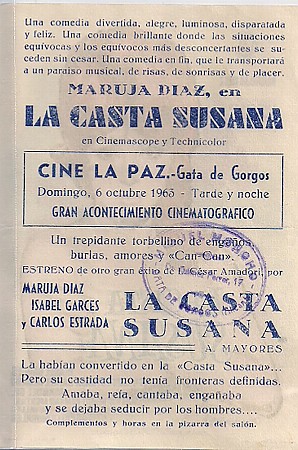 Una comedia divertida, alegre, luminosa, disparatada
y feliz. Una comedia brillante donde las situaciones
equívocas y los equívocos más desconcertantes se su-
ceden sin cesar. Una comedia en fin, que le transportará
a un paraíso musical, de risas, de sonrisas y de placer.
MARUJA DIAZ, en
LA CASTA SUSANA
en Cinemascope y Technicolor
CINE LA PAZ.-Gata de Gorgos
Domingo, 6 octubre 1963 - Tarde y noche
GRAN ACONTECIMIENTO CINEMATOGRAFICO
Un trepidante torbellino de engaños,
burlas, amores y «Can-Can».
ESTRENO de otro gran éxito de L. César Amadori, por
MARUJA DIAZ
ISABEL GARCES
y CARLOS ESTRADA
LA CASTA
SUSANA
A. MAYORES
La habían convertido en la «Casta Susana»...
Pero su castidad no tenía fronteras definidas.
Amaba, reía, cantaba, engañaba
y se dejaba seducir por los hombres....
Complementos y horas en la pizarra del salón.